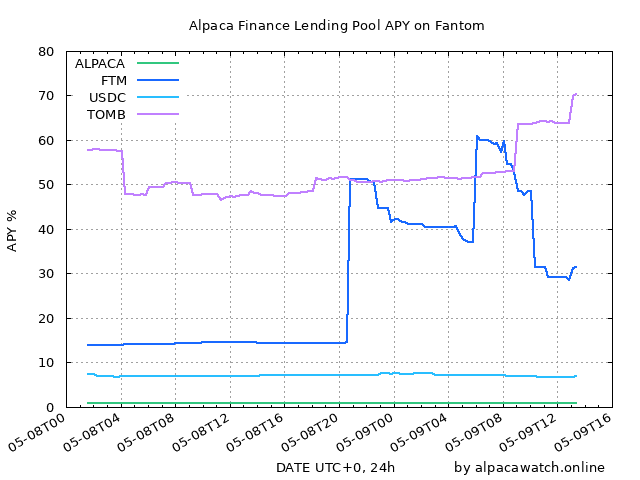 Alpaca Finance Lending Pool APY on Fantom
80
70
60
50
40
30
20
10
0
APY %
ALPACA
FTM
USDC
TOMB
05-08T00
05-08T04
05-08T08
05-08T12
05-08T16
05-08T20
05-09T00
05-09T04
05-09T08
05-09T12
05-09T16
DATE UTC+0, 24h
by alpacawatch.online